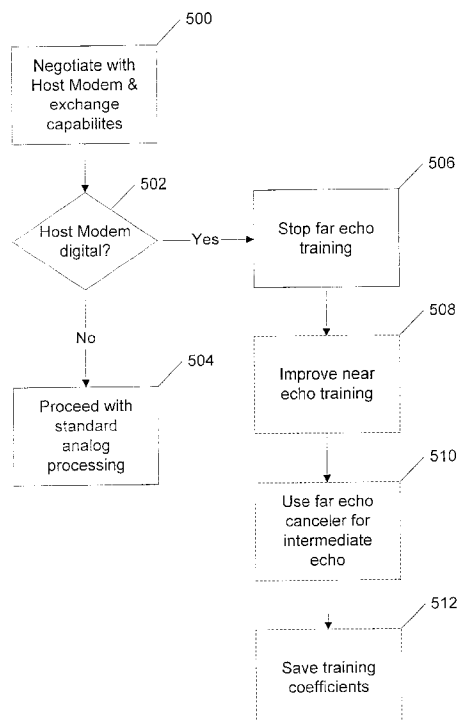 500
Negotiate with
Host Modem &
exchange
capabilites
502
Host Modem
digital?
Yes
506
Stop far echo
training
No
508
Improve near
echo training
504
Proceed with
standard
analog
processing
510
Use far echo
canceler for
intermediate
echo
512
Save training
coefficients